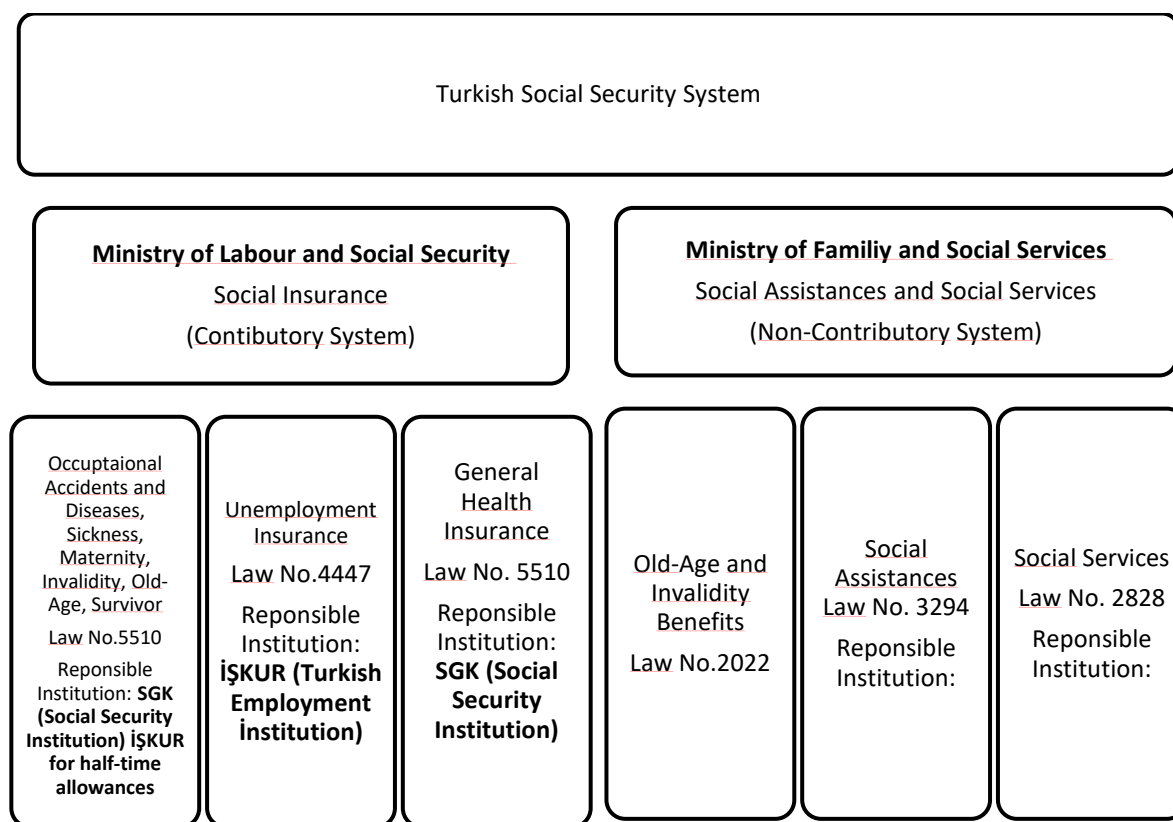 Turkish Social Security System
Ministry of Labour and Social Security
Social Insurance
(Contibutory System)
Ministry of Familiy and Social Services
Social Assistances and Social Services
(Non-Contributory System)
Occuptaional
Accidents and
Diseases,
Sickness,
Maternity,
Invalidity, Old-
Age, Survivor
Law No.5510
Reponsible
Institution: SGK
(Social Security
Institution) İŞKUR
for half-time
allowances
Unemployment
Insurance
Law No.4447
Reponsible
Institution:
İŞKUR (Turkish
Employment
İnstitution)
General
Health
Insurance
Law No. 5510
Reponsible
Institution:
SGK (Social
Security
Institution)
Old-Age and
Invalidity
Benefits
Law No.2022
Social
Assistances
Law No. 3294
Reponsible
Institution:
Social Services
Law No. 2828
Reponsible
Institution: